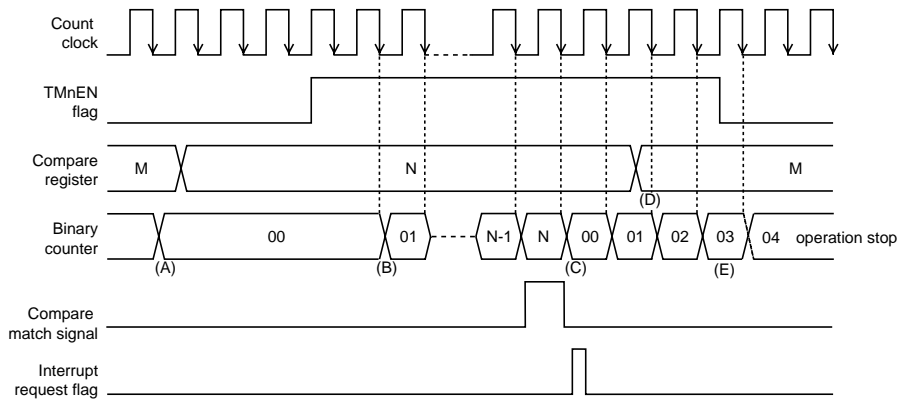 Count
clock
TMnEN
flag
Compare
register
M
N
M
(D)
Binary
counter
00
01
N-1
N
00
01
02
03
04
operation stop
(A)
(B)
(C)
(E)
Compare
match signal
Interrupt
request flag